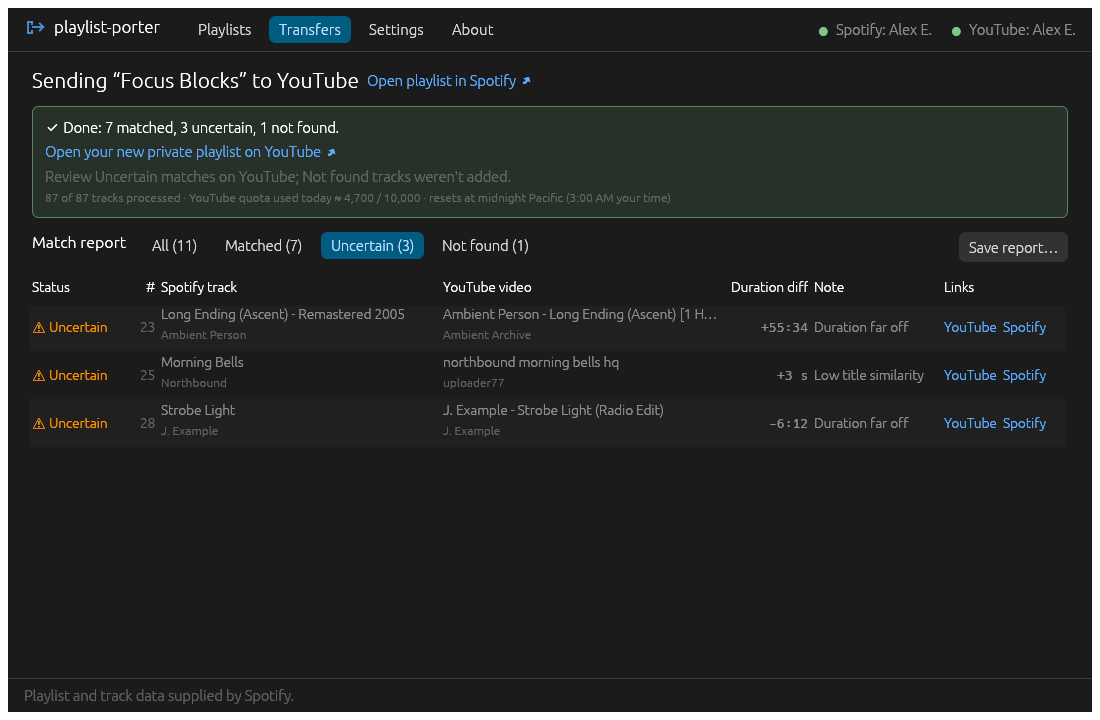 playlist-porter Playlists Transfers Settings About Spotify: Alex E. YouTube: Alex E.
Sending “Focus Blocks” to YouTube Open playlist in Spotify
✓ Done: 7 matched, 3 uncertain, 1 not found.
Open your new private playlist on YouTube
Review Uncertain matches on YouTube; Not found tracks weren't added.
87 of 87 tracks processed · YouTube quota used today ≈ 4,700 / 10,000 · resets at midnight Pacific (3:00 AM your time)
Match report All (11) Matched (7) Uncertain (3) Not found (1) Save report…
Status # Spotify track YouTube video Duration diff Note Links
Long Ending (Ascent) - Remastered 2005 Ambient Person - Long Ending (Ascent) [1 H…
⚠ Uncertain 23 +55:34 Duration far off YouTube Spotify
Ambient Person Ambient Archive
Morning Bells northbound morning bells hq
⚠ Uncertain 25 +3 s Low title similarity YouTube Spotify
Northbound uploader77
Strobe Light J. Example - Strobe Light (Radio Edit)
⚠ Uncertain 28 -6:12 Duration far off YouTube Spotify
J. Example J. Example
Playlist and track data supplied by Spotify.